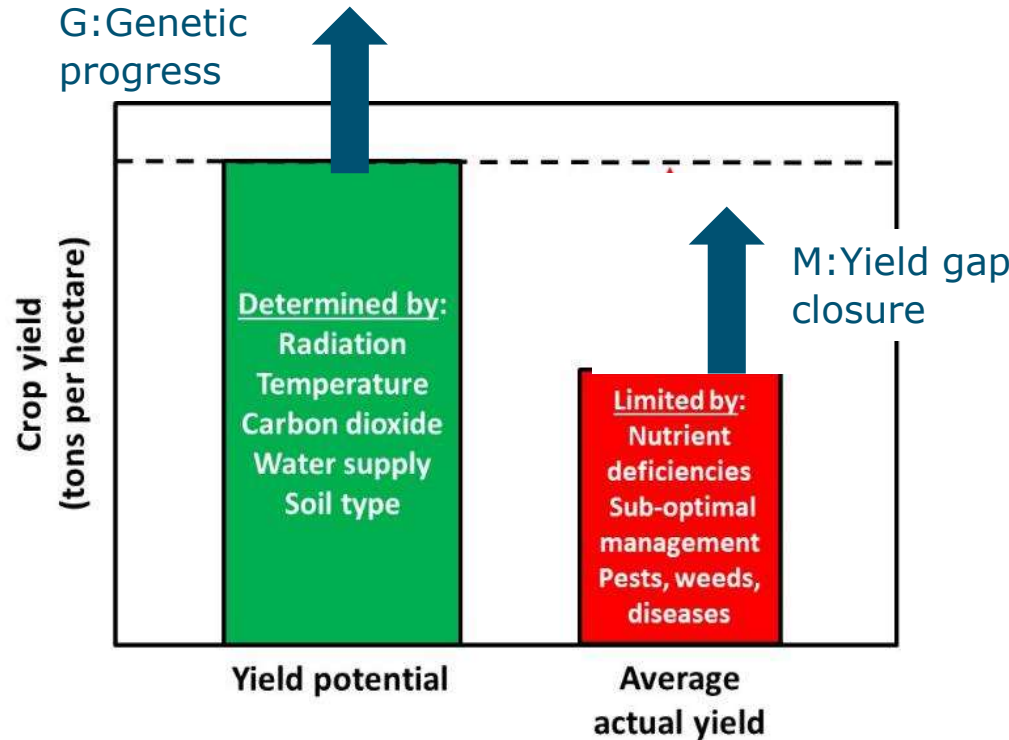 G:Genetic
progress
Crop yield
(tons per hectare)
Determined by:
Radiation
Temperature
Carbon dioxide
Water supply
Soil type
M:Yield gap
closure
Limited by:
Nutrient
deficiencies
Sub-optimal
management
Pests, weeds,
diseases
Yield potential
Average
actual yield